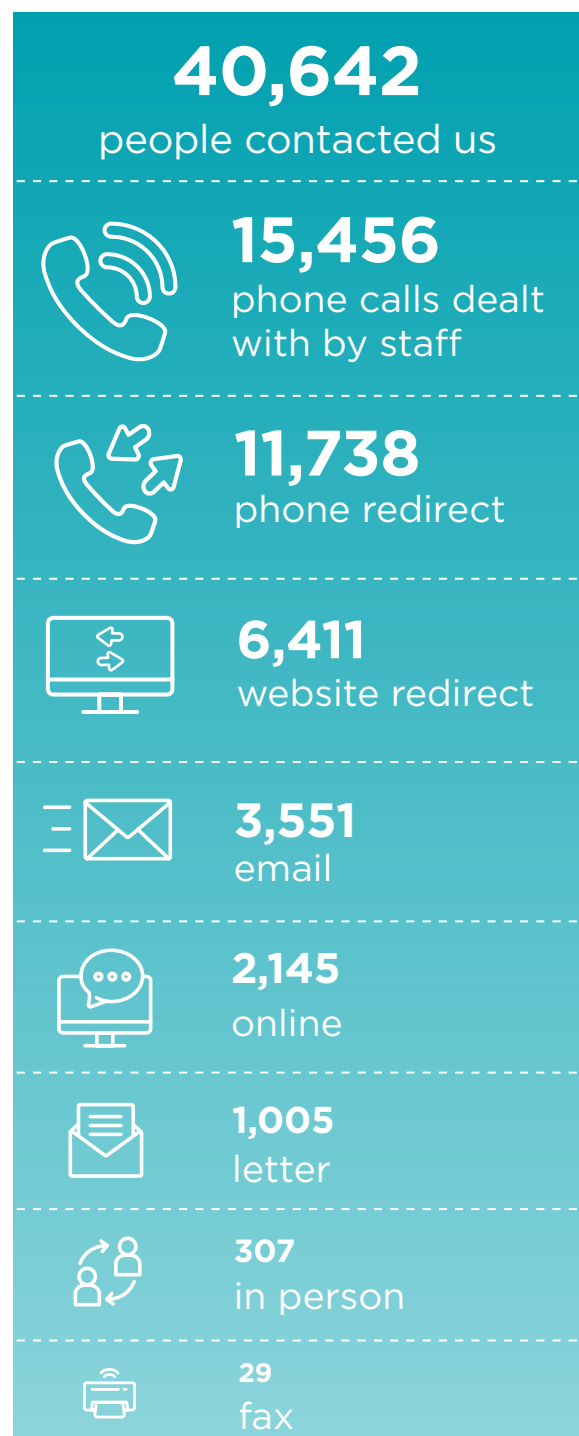 40,642
people contacted us
15,456
phone calls dealt
with by staff
11,738
phone redirect
6,411
website redirect
3,551
email
2,145
online
1,005
letter
307
in person
29
fax